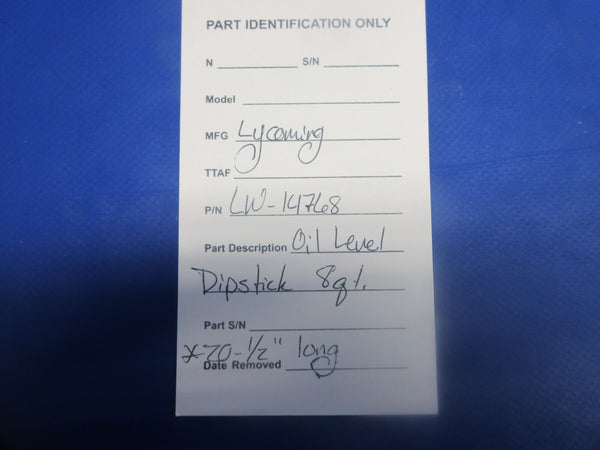 PART IDENTIFICATION ONLY
N S/N
Model
MFG Lycoming
TTAF
P/N LW-14768
Part Description Oil Level
Dipstick 8qt.
Part S/N
*20-1/2" long
Date Removed